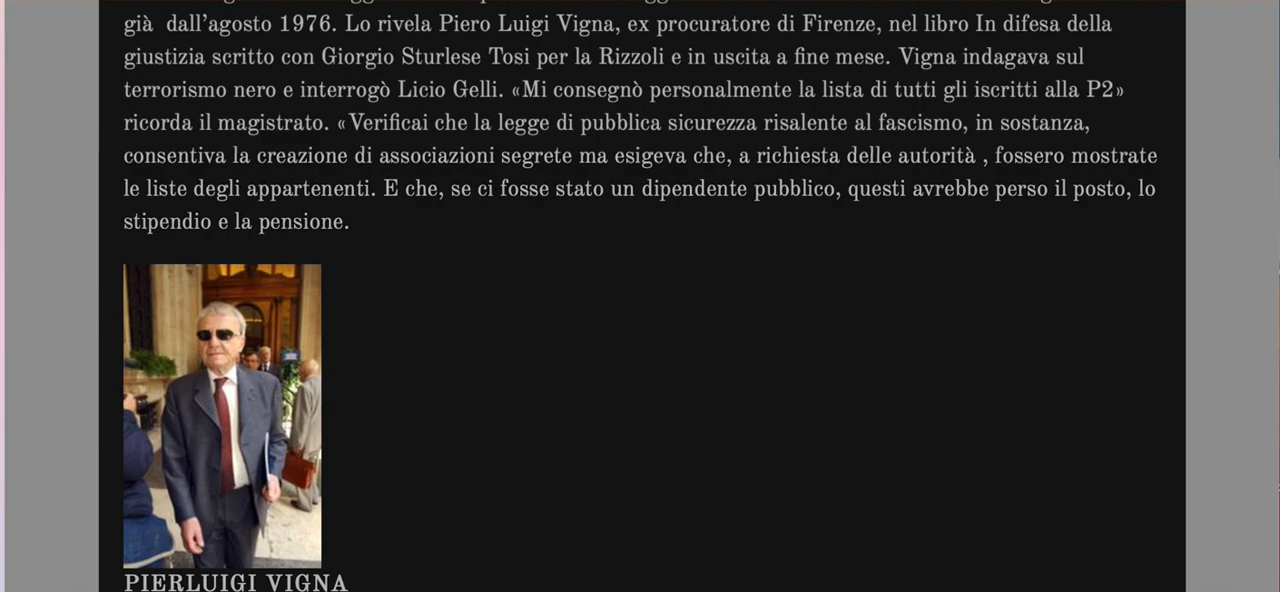 già dall'agosto 1976. Lo rivela Piero Luigi Vigna, ex procuratore di Firenze, nel libro In difesa della
giustizia scritto con Giorgio Sturlese Tosi per la Rizzoli e in uscita a fine mese. Vigna indagava sul
terrorismo nero e interrogò Licio Gelli. «Mi consegnò personalmente la lista di tutti gli iscritti alla P2»
ricorda il magistrato. «Verificai che la legge di pubblica sicurezza risalente al fascismo, in sostanza,
consentiva la creazione di associazioni segrete ma esigeva che, a richiesta delle autorità , fossero mostrate
le liste degli appartenenti. E che, se ci fosse stato un dipendente pubblico, questi avrebbe perso il posto, lo
stipendio e la pensione.
PIERLUIGI VIGNA